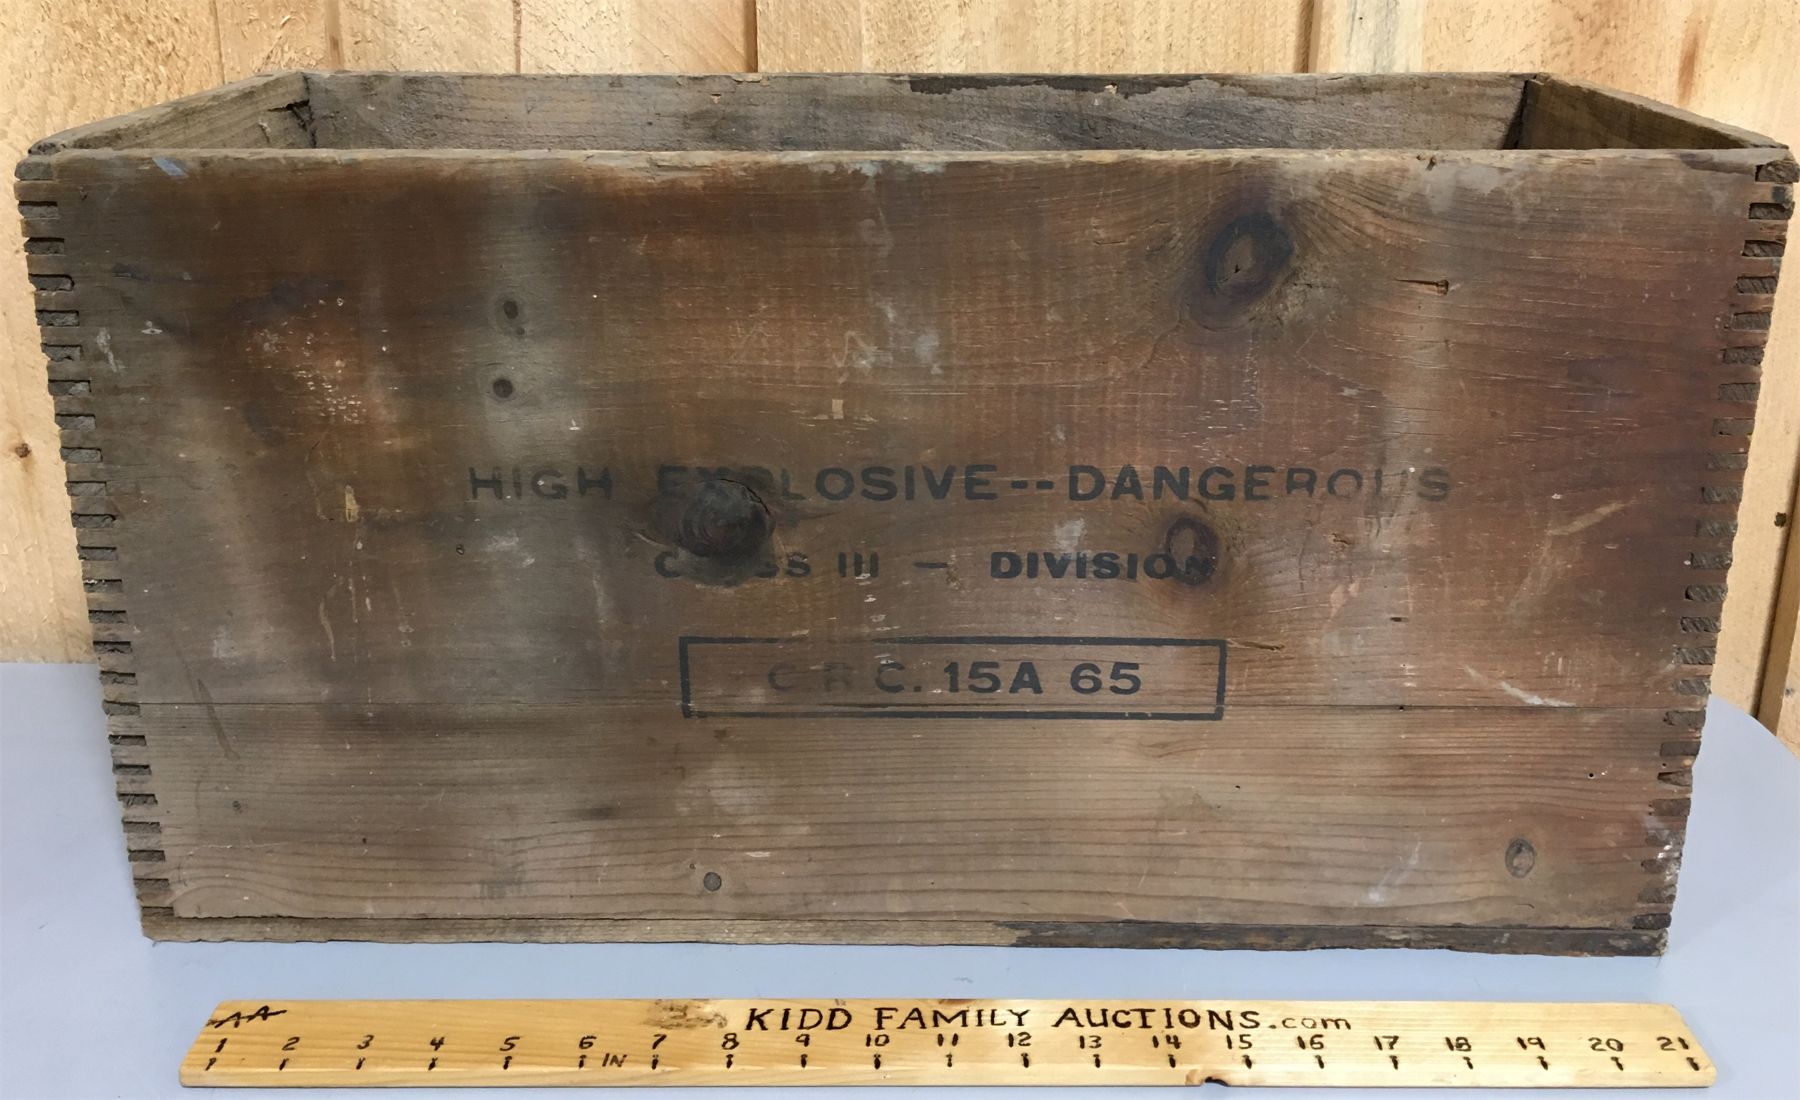 HIGH EXPLOSIVE--DANGEROUS
CLASS III — DIVISION
C.R.C. 15A 65
AA KIDD FAMILY AUCTIONS.com
1 2 3 4 5 6 IN 7 8 9 10 11 12 13 14 15 16 17 18 19 20 21